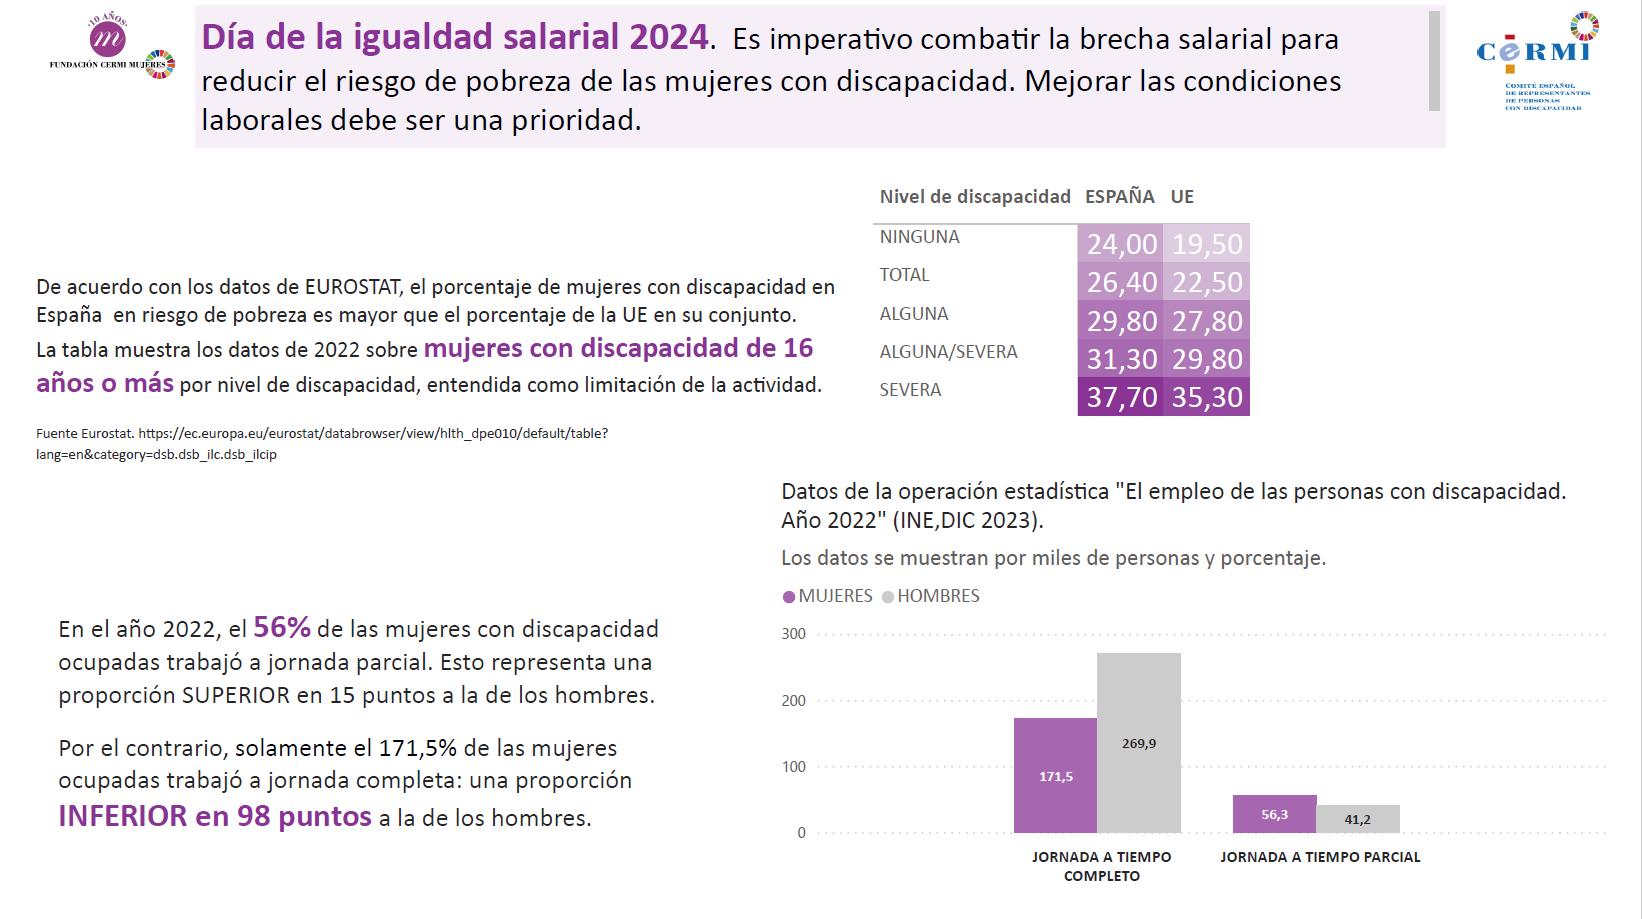 ·10 AÑOS·
m
FUNDACIÓN CERMI MUJERES
Día de la igualdad salarial 2024. Es imperativo combatir la brecha salarial para
reducir el riesgo de pobreza de las mujeres con discapacidad. Mejorar las condiciones
laborales debe ser una prioridad.
CERMI
COMITÉ ESPAÑOL
DE REPRESENTANTES
DE PERSONAS
CON DISCAPACIDAD
De acuerdo con los datos de EUROSTAT, el porcentaje de mujeres con discapacidad en
España en riesgo de pobreza es mayor que el porcentaje de la UE en su conjunto.
La tabla muestra los datos de 2022 sobre mujeres con discapacidad de 16
años o más por nivel de discapacidad, entendida como limitación de la actividad.
Fuente Eurostat. https://ec.europa.eu/eurostat/databrowser/view/hlth_dpe010/default/table?
lang=en&category=dsb.dsb_ilc.dsb_ilcip
Nivel de discapacidad ESPAÑA UE
NINGUNA 24,00 19,50
TOTAL 26,40 22,50
ALGUNA 29,80 27,80
ALGUNA/SEVERA 31,30 29,80
SEVERA 37,70 35,30
En el año 2022, el 56% de las mujeres con discapacidad
ocupadas trabajó a jornada parcial. Esto representa una
proporción SUPERIOR en 15 puntos a la de los hombres.
Por el contrario, solamente el 171,5% de las mujeres
ocupadas trabajó a jornada completa: una proporción
INFERIOR en 98 puntos a la de los hombres.
Datos de la operación estadística "El empleo de las personas con discapacidad.
Año 2022" (INE,DIC 2023).
Los datos se muestran por miles de personas y porcentaje.
MUJERES HOMBRES
300
200
100
0
171,5
269,9
56,3
41,2
JORNADA A TIEMPO
COMPLETO
JORNADA A TIEMPO PARCIAL